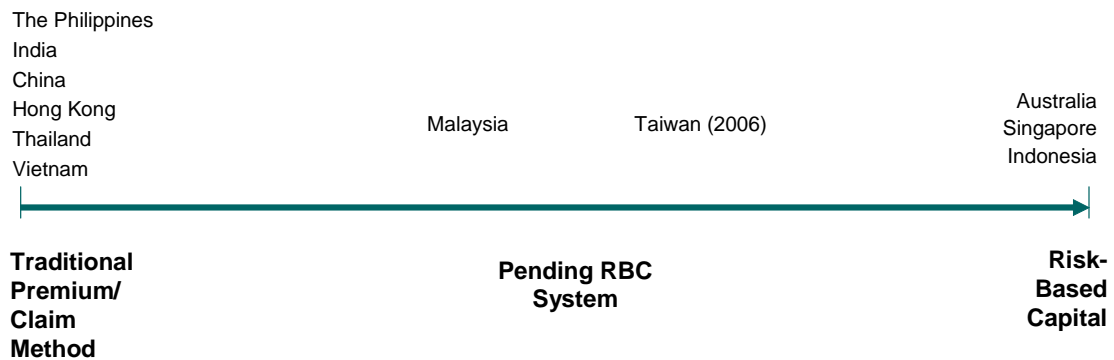 The Philippines
India
China
Hong Kong
Thailand
Vietnam
Malaysia
Taiwan (2006)
Australia
Singapore
Indonesia
Traditional
Premium/
Claim
Method
Pending RBC
System
Risk-
Based
Capital